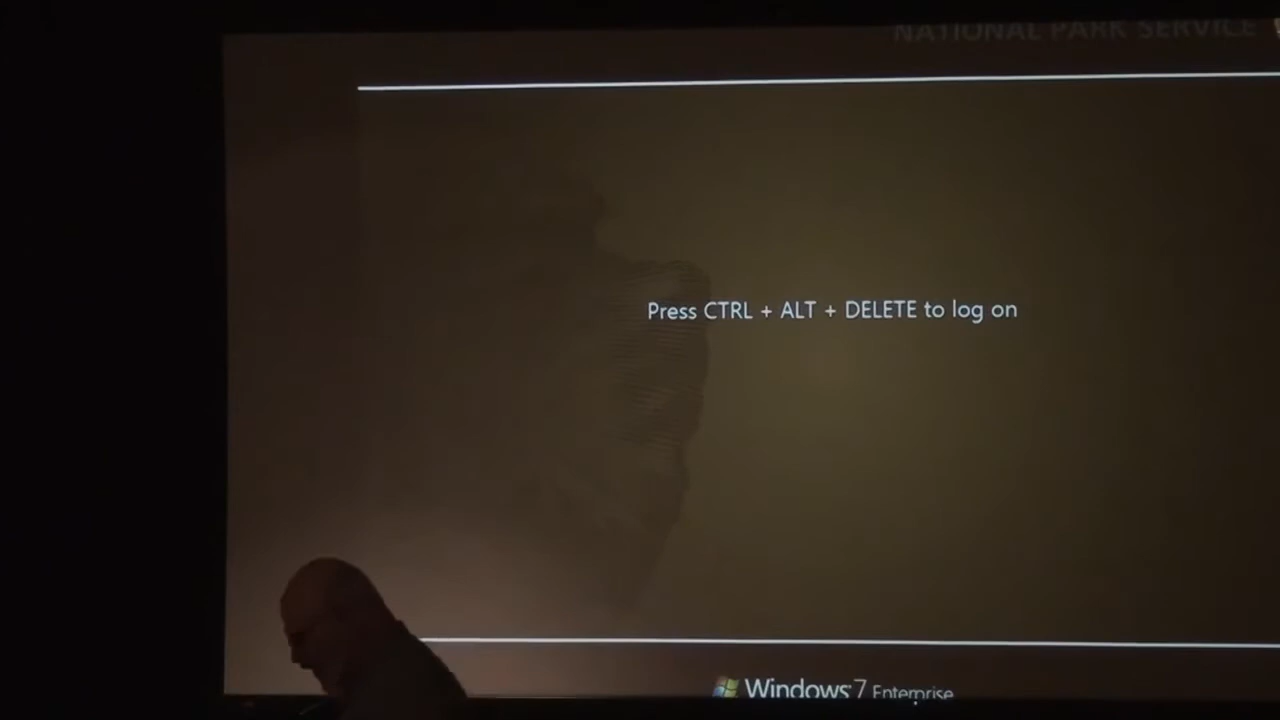 NATIONAL PARK SERVICE
Press CTRL + ALT + DELETE to log on
Windows 7 Enterprise